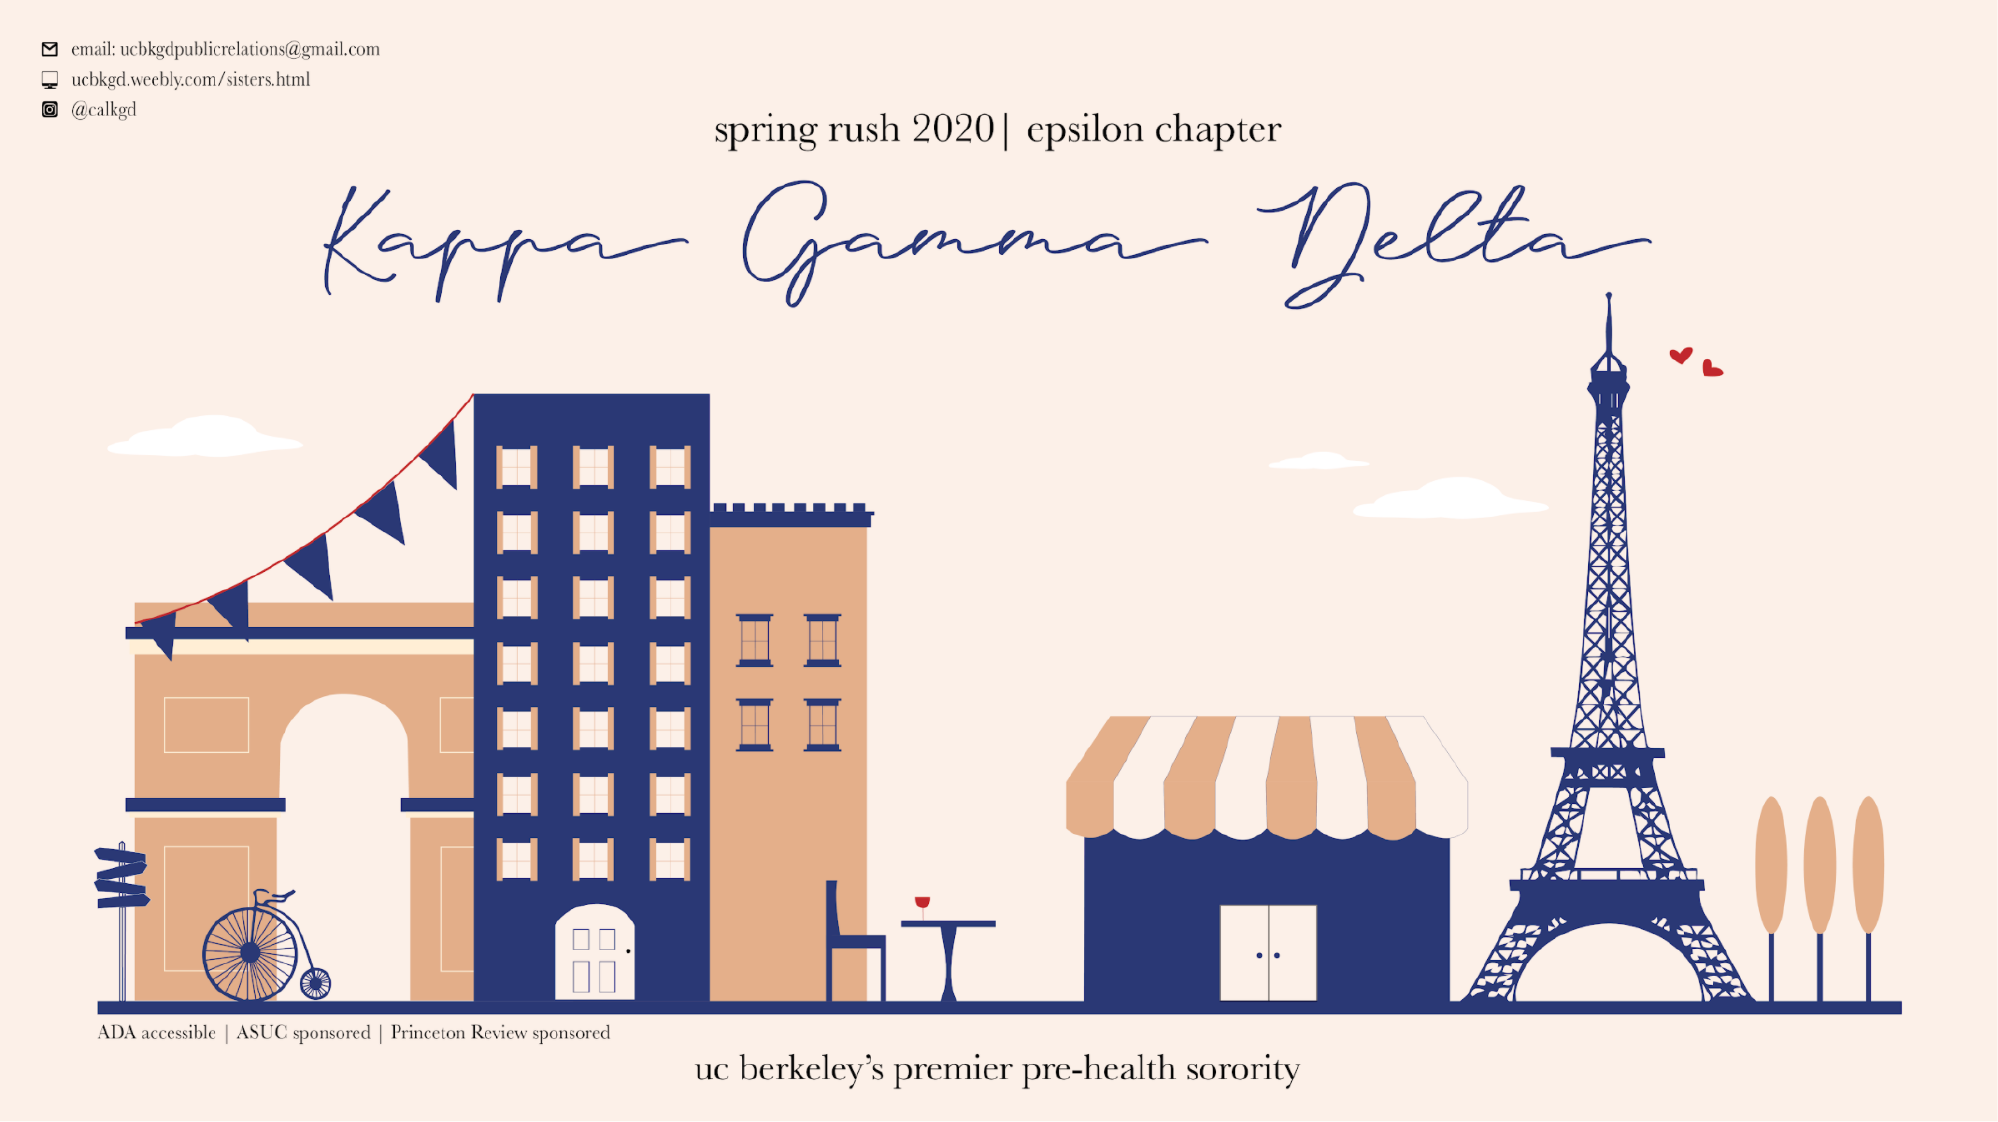 email: ucbkgdpublicrelations@gmail.com
ucbkgd.weebly.com/sisters.html
@calkgd
spring rush 2020| epsilon chapter
Kappa Gamma Delta
ADA accessible | ASUC sponsored | Princeton Review sponsored
uc berkeley’s premier pre-health sorority